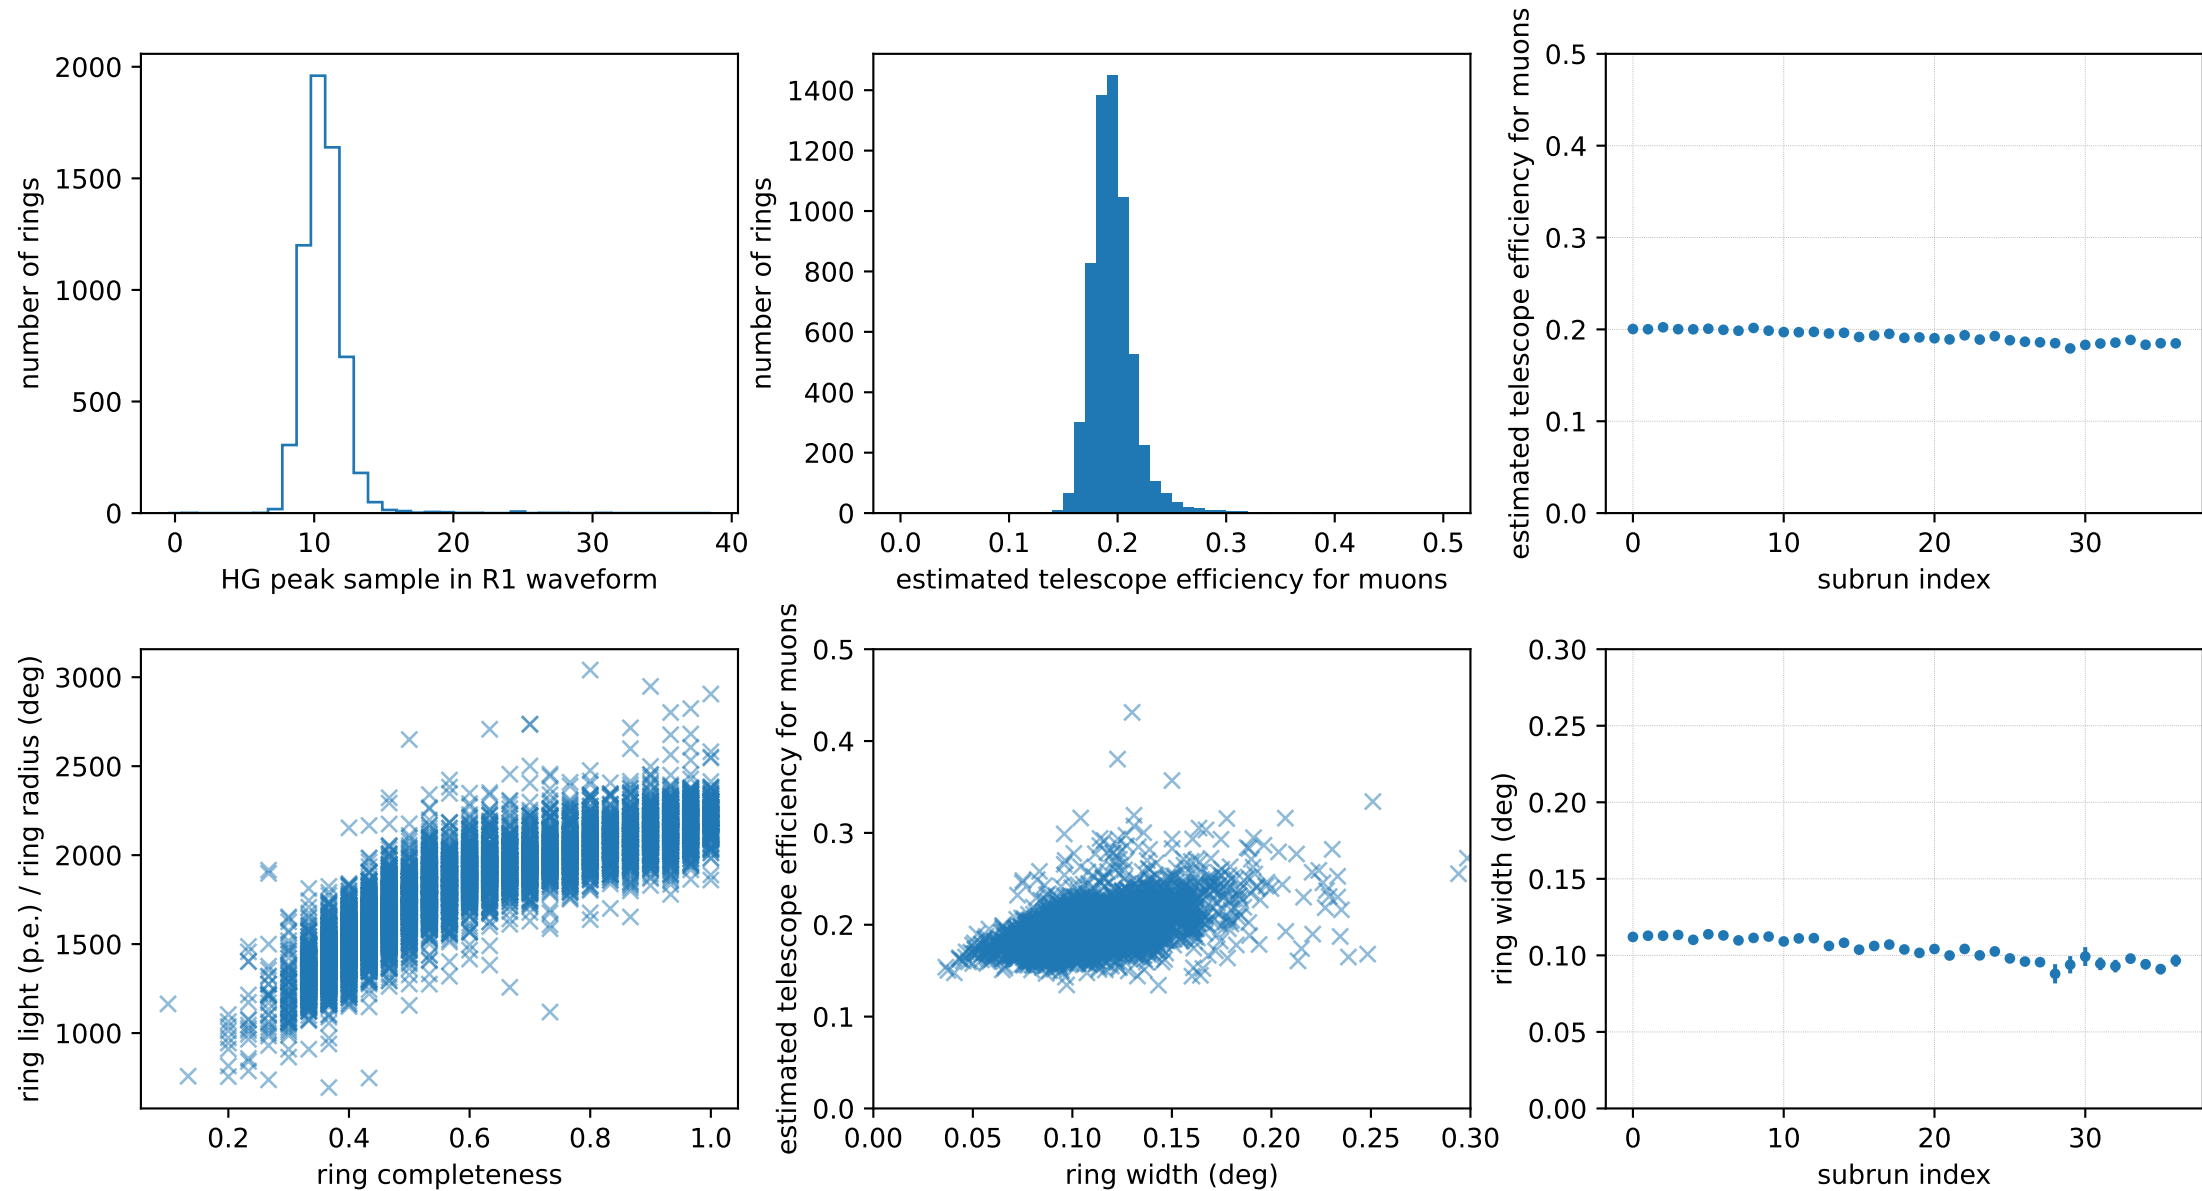 number of rings
2000
1500
1000
500
0
0 10 20 30 40
HG peak sample in R1 waveform
number of rings
1400
1200
1000
800
600
400
200
0
0.0 0.1 0.2 0.3 0.4 0.5
estimated telescope efficiency for muons
estimated telescope efficiency for muons
0.5
0.4
0.3
0.2
0.1
0.0
0 10 20 30
subrun index
ring light (p.e.) / ring radius (deg)
3000
2500
2000
1500
1000
0.2 0.4 0.6 0.8 1.0
ring completeness
estimated telescope efficiency for muons
0.5
0.4
0.3
0.2
0.1
0.0
0.00 0.05 0.10 0.15 0.20 0.25 0.30
ring width (deg)
ring width (deg)
0.30
0.25
0.20
0.15
0.10
0.05
0.00
0 10 20 30
subrun index